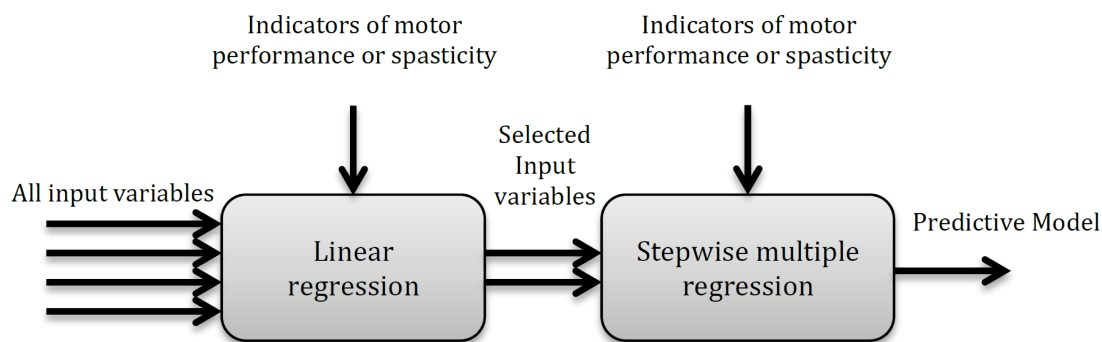 Indicators of motor
performance or spasticity
Indicators of motor
performance or spasticity
All input variables
Linear
regression
Selected
Input
variables
Stepwise multiple
regression
Predictive Model